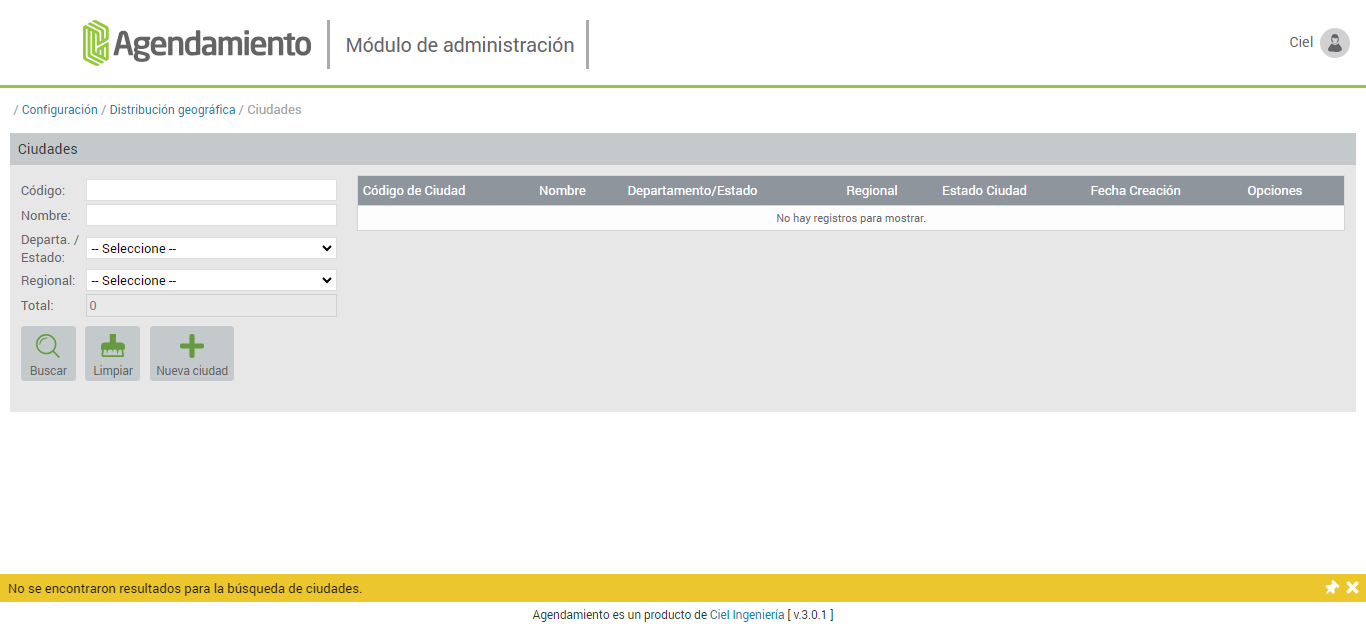 Agendamiento
Módulo de administración
Ciel
/ Configuración / Distribución geográfica / Ciudades
Ciudades
Código:
Nombre:
Departa. /
Estado:
-- Seleccione --
Regional:
-- Seleccione --
Total:
0
Buscar
Limpiar
Nueva ciudad
Código de Ciudad Nombre Departamento/Estado Regional Estado Ciudad Fecha Creación Opciones
No hay registros para mostrar.
No se encontraron resultados para la búsqueda de ciudades.
Agendamiento es un producto de Ciel Ingeniería [ v.3.0.1 ]